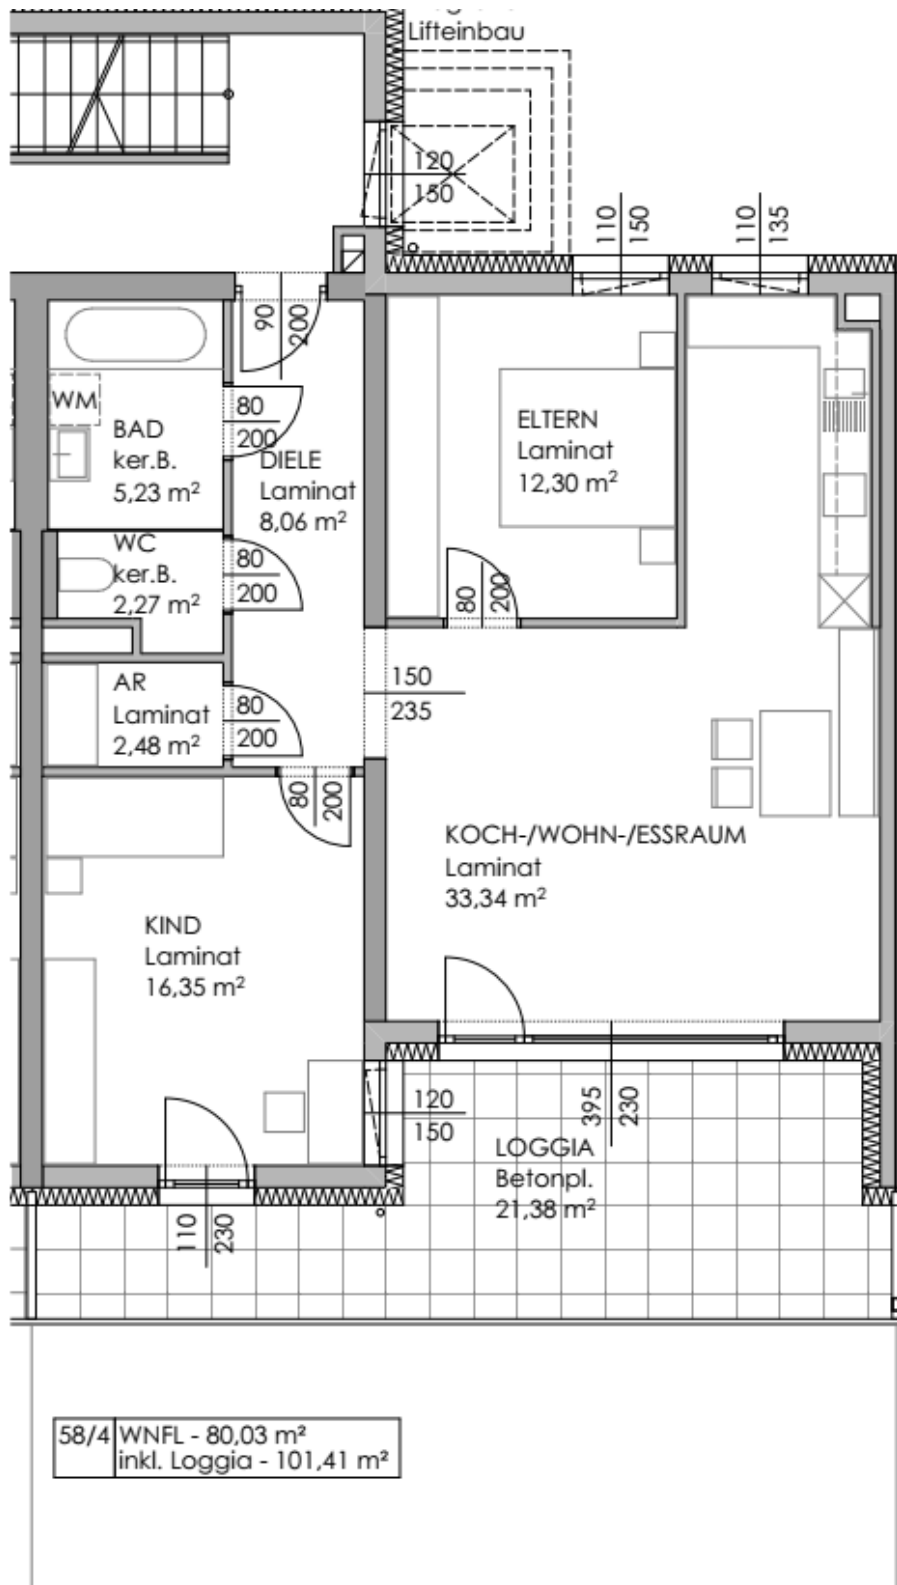 Lifteinbau
120
150
110
150
110
135
90
200
WM
BAD
ker.B.
5,23 m²
80
200
DIELE
Laminat
8,06 m²
ELTERN
Laminat
12,30 m²
WC
ker.B.
2,27 m²
80
200
80
200
AR
Laminat
2,48 m²
80
200
150
235
80
200
KOCH-/WOHN-/ESSRAUM
Laminat
33,34 m²
KIND
Laminat
16,35 m²
120
150
395
230
LOGGIA
Betonpl.
21,38 m²
110
230
58/4 WNFL - 80,03 m²
inkl. Loggia - 101,41 m²